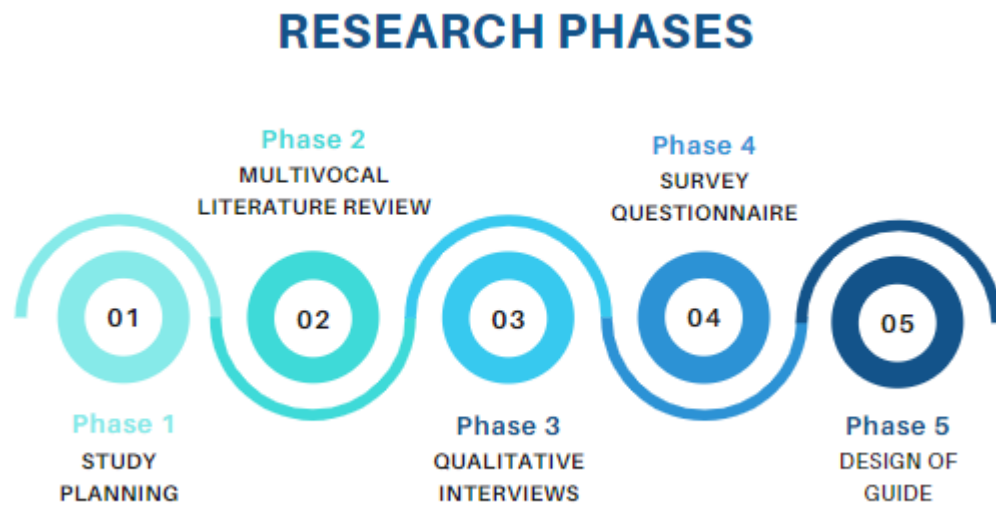 RESEARCH PHASES
Phase 1
01
STUDY
PLANNING
Phase 2
MULTIVOCAL
LITERATURE REVIEW
02
03
Phase 3
QUALITATIVE
INTERVIEWS
Phase 4
SURVEY
QUESTIONNAIRE
04
05
Phase 5
DESIGN OF
GUIDE